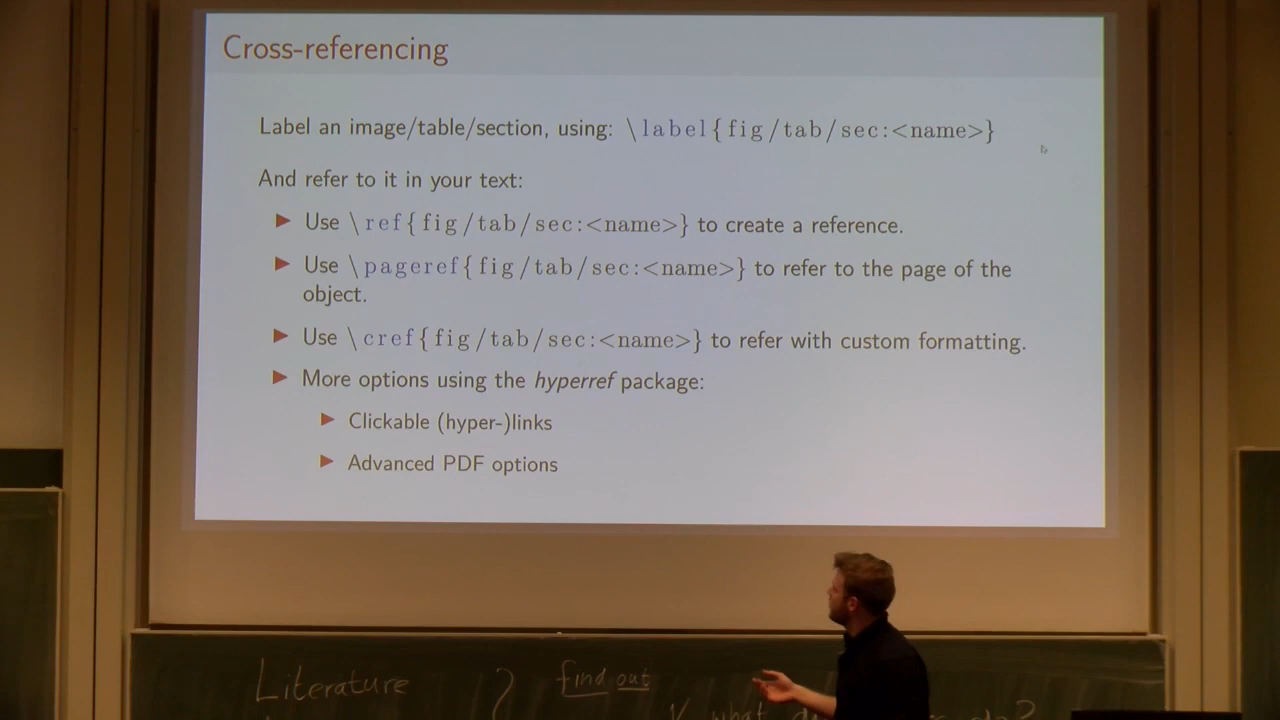 Cross-referencing
Label an image/table/section, using: \label{fig/tab/sec:<name>}
And refer to it in your text:
▶ Use \ref{fig/tab/sec:<name>} to create a reference.
▶ Use \pageref{fig/tab/sec:<name>} to refer to the page of the
object.
▶ Use \cref{fig/tab/sec:<name>} to refer with custom formatting.
▶ More options using the hyperref package:
▶ Clickable (hyper-)links
▶ Advanced PDF options
Literature ? find out
what do?